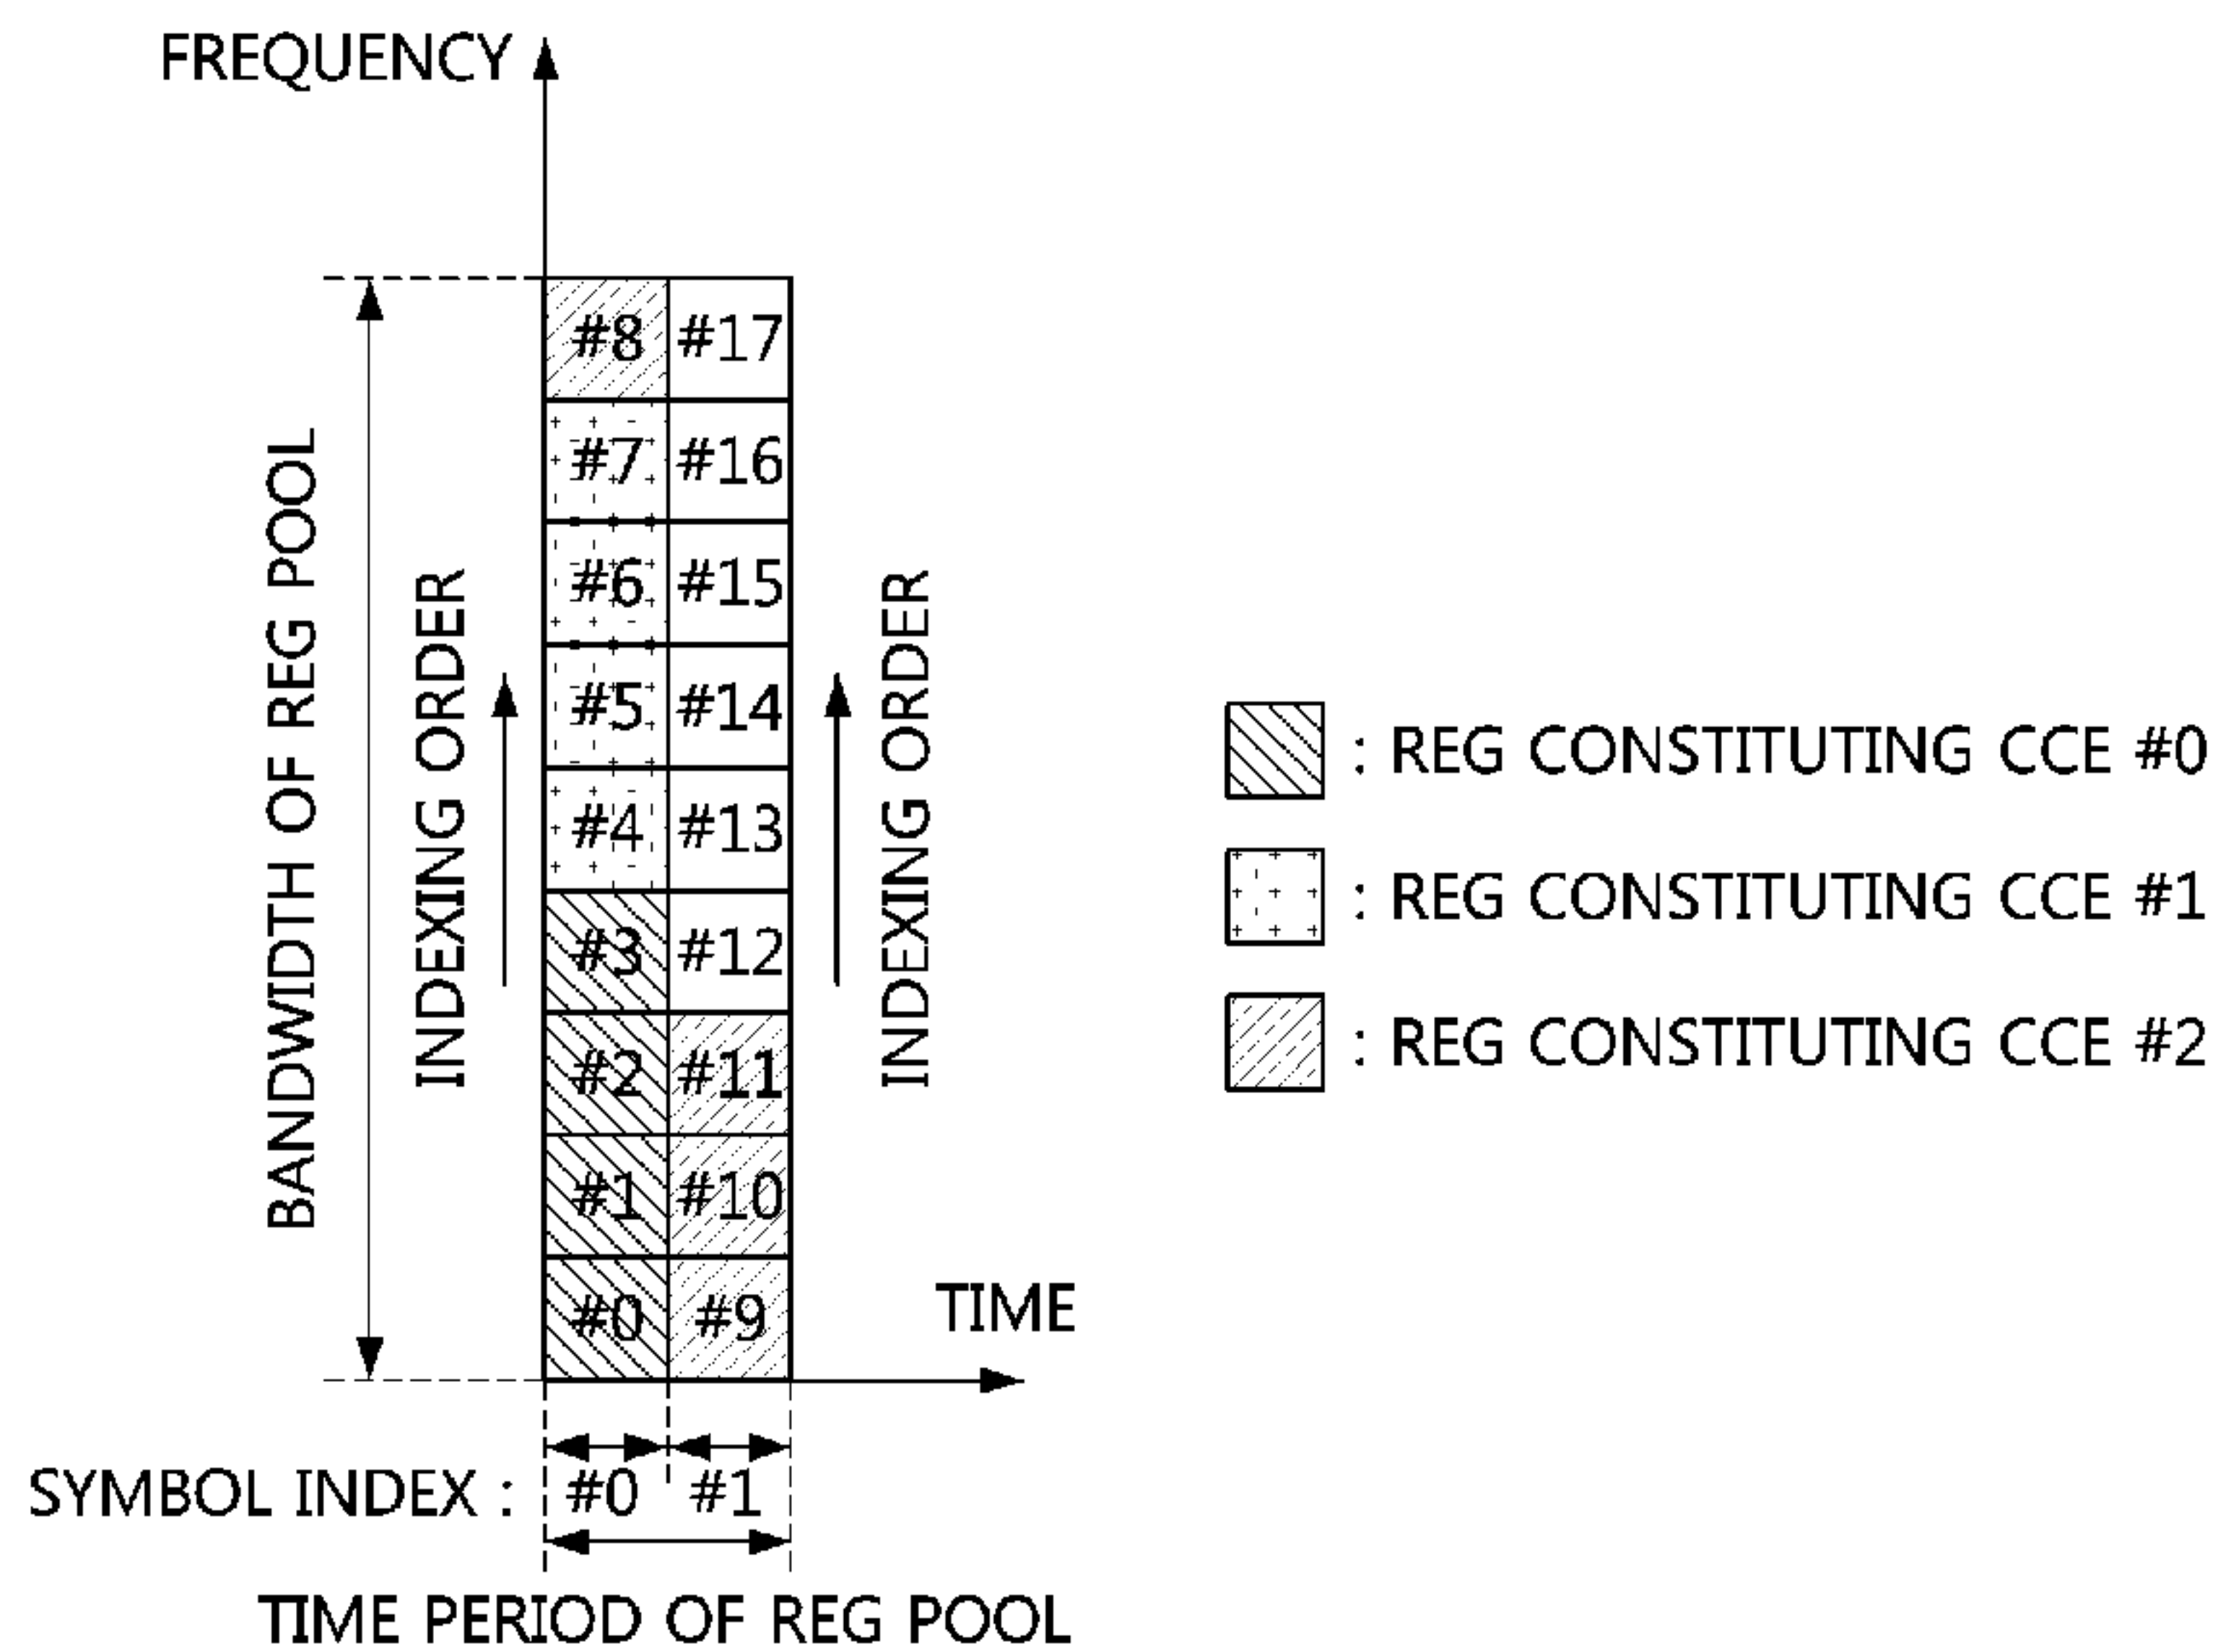 FREQUENCY
BANDWIDTH OF REG POOL
INDEXING ORDER
#8 #17
#7 #16
#6 #15
#5 #14
#4 #13
#3 #12
#2 #11
#1 #10
#0 #9
INDEXING ORDER
TIME
SYMBOL INDEX : #0 #1
TIME PERIOD OF REG POOL
: REG CONSTITUTING CCE #0
: REG CONSTITUTING CCE #1
: REG CONSTITUTING CCE #2